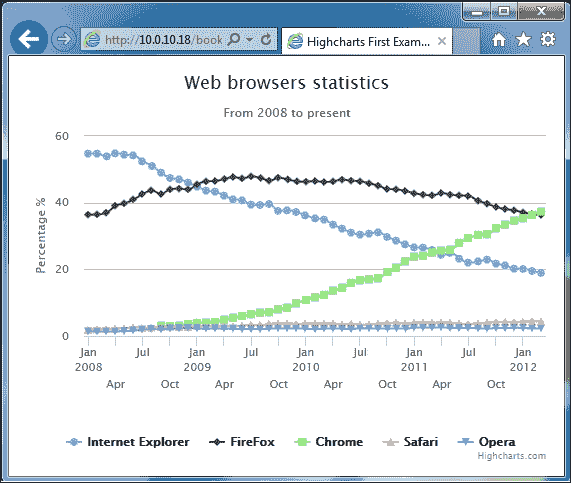 http://10.0.10.18/book
Highcharts First Exam...
Web browsers statistics
From 2008 to present
Percentage %
60
40
20
0
Jan Jul Jan Jul Jan Jul Jan Jul Jan
2008 2009 2010 2011 2012
Apr Oct Apr Oct Apr Oct Apr Oct
Internet Explorer FireFox Chrome Safari Opera
Highcharts.com